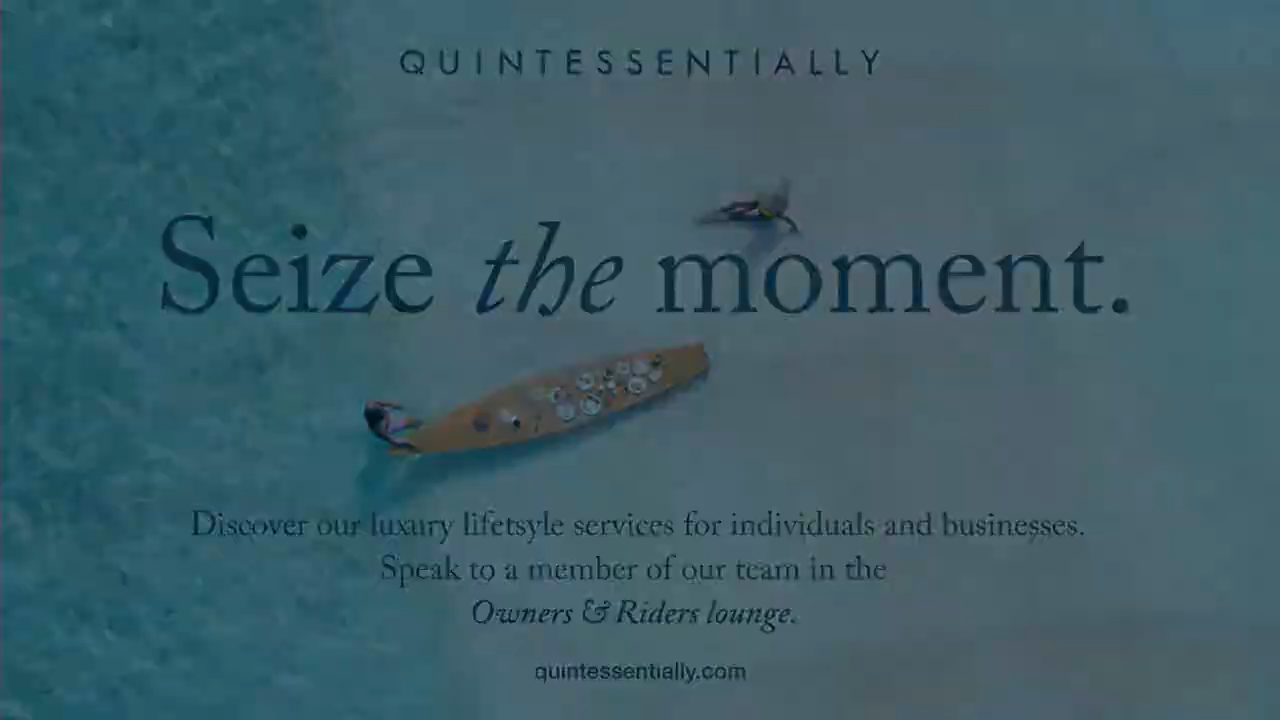 QUINTESSENTIALLY
Seize the moment.
Discover our luxury lifetsyle services for individuals and businesses.
Speak to a member of our team in the
Owners & Riders lounge.
quintessentially.com